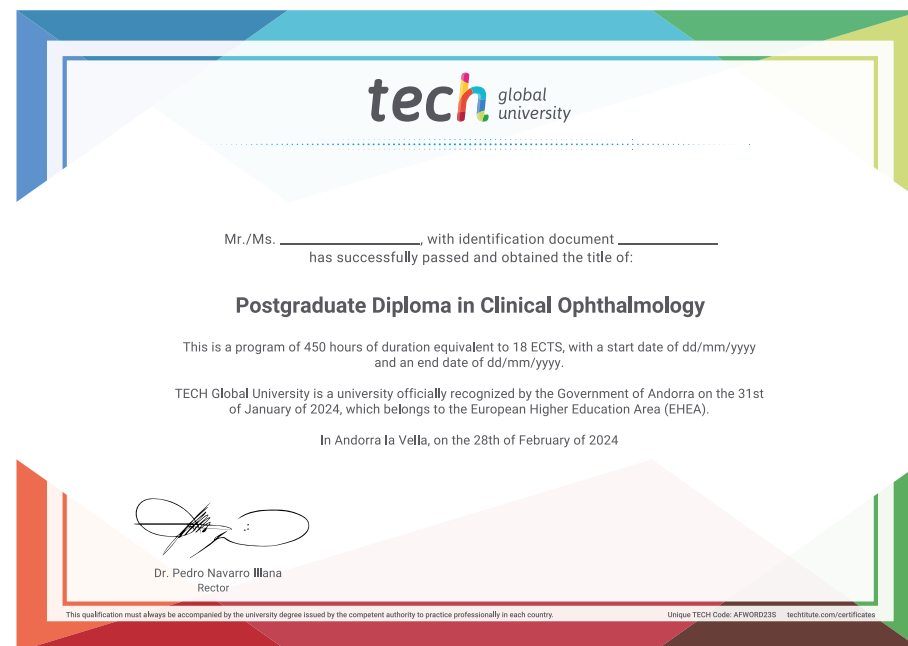 tech global university
Mr./Ms. ____________________, with identification document ______________
has successfully passed and obtained the title of:
Postgraduate Diploma in Clinical Ophthalmology
This is a program of 450 hours of duration equivalent to 18 ECTS, with a start date of dd/mm/yyyy
and an end date of dd/mm/yyyy.
TECH Global University is a university officially recognized by the Government of Andorra on the 31st
of January of 2024, which belongs to the European Higher Education Area (EHEA).
In Andorra la Vella, on the 28th of February of 2024
Dr. Pedro Navarro Illana
Rector
This qualification must always be accompanied by the university degree issued by the competent authority to practice professionally in each country.
Unique TECH Code: AFWORD23S techtitute.com/certificates